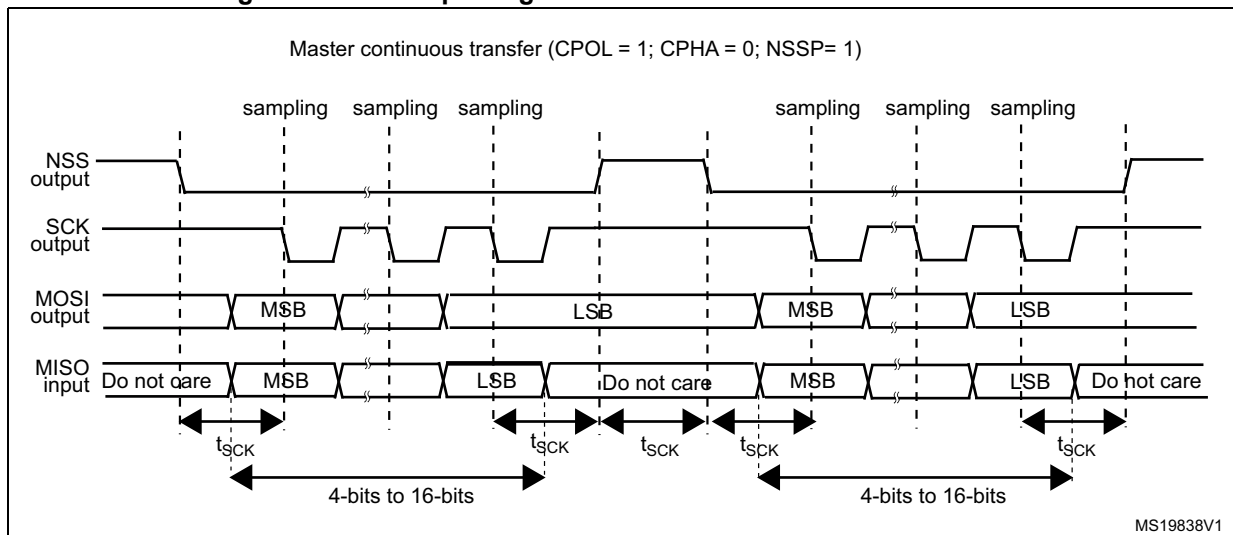 Master continuous transfer (CPOL = 1; CPHA = 0; NSSP= 1)
sampling sampling sampling sampling sampling sampling
NSS
output
SCK
output
MOSI
output
MSB LSB MSB LSB
MISO
input
Do not care MSB LSB Do not care MSB LSB Do not care
tSCK tSCK tSCK tSCK tSCK
4-bits to 16-bits 4-bits to 16-bits
MS19838V1